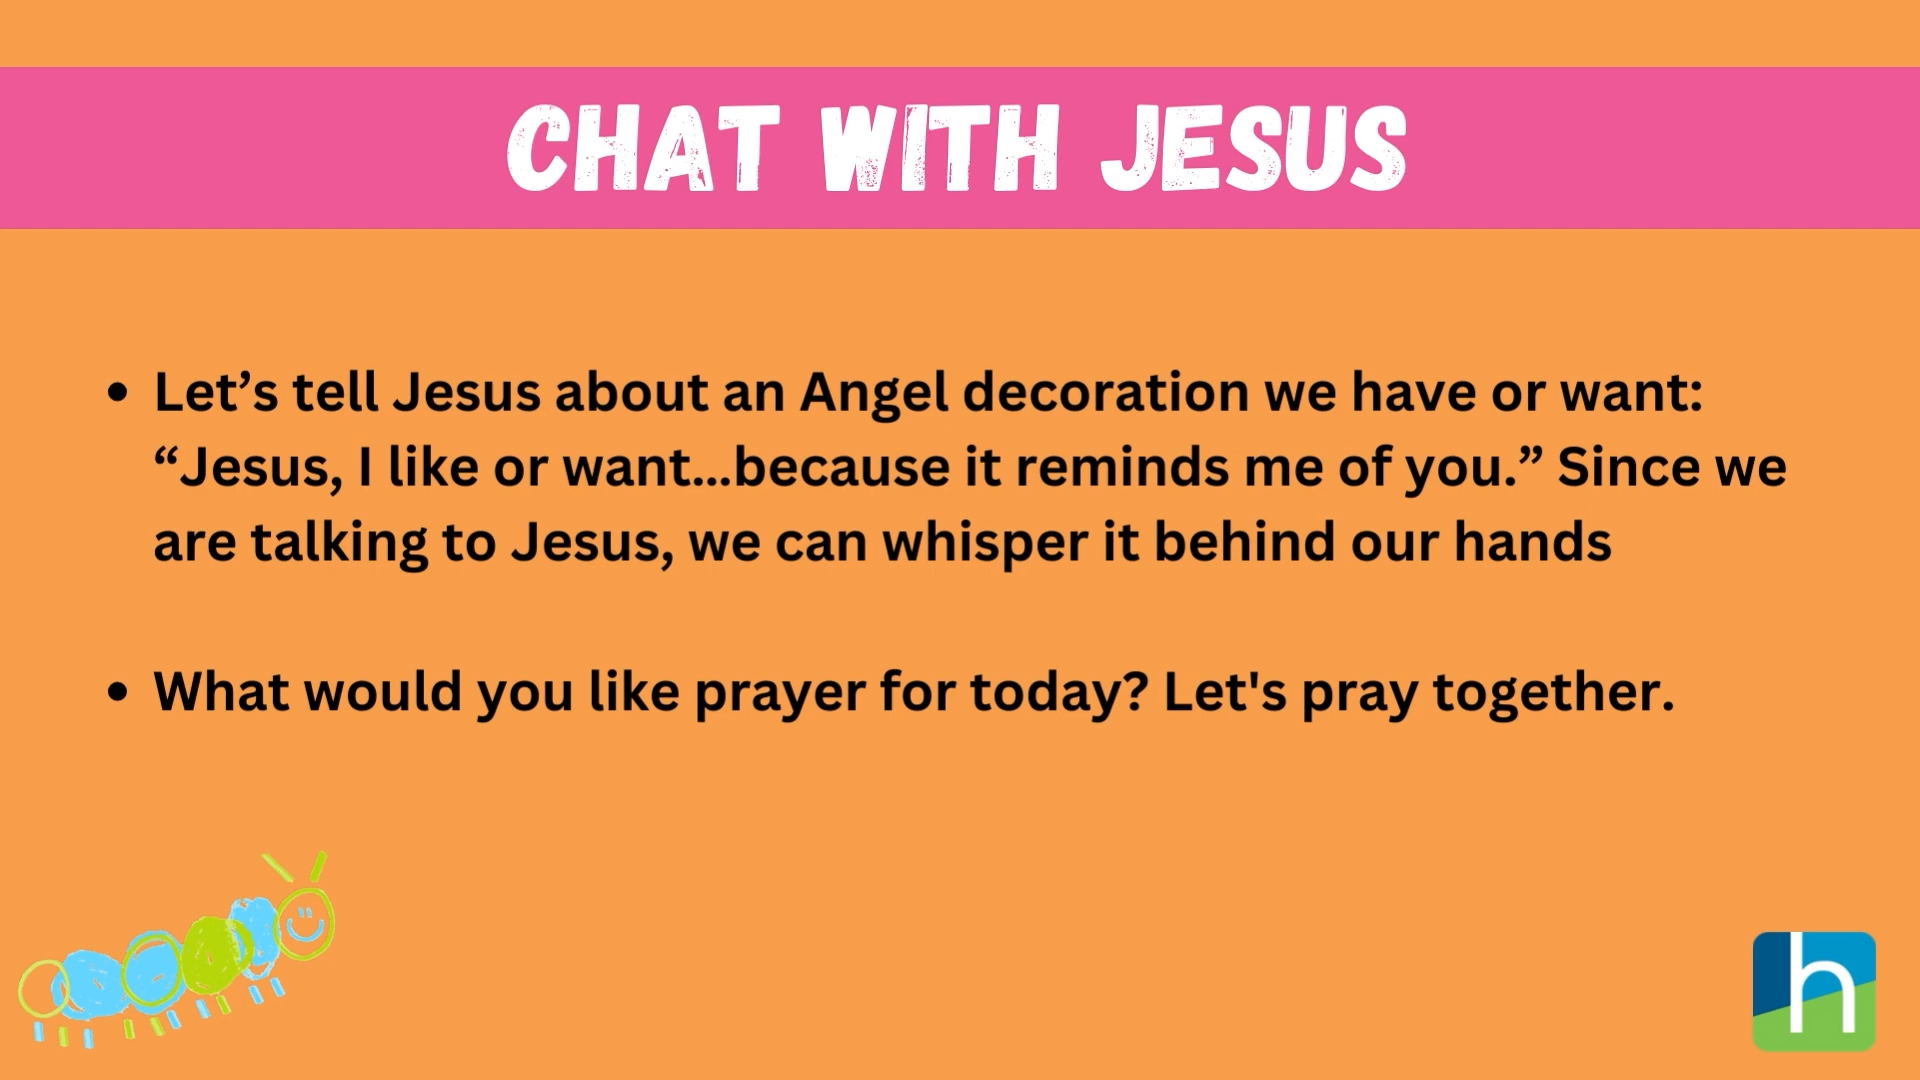 CHAT WITH JESUS
• Let’s tell Jesus about an Angel decoration we have or want:
“Jesus, I like or want...because it reminds me of you.” Since we
are talking to Jesus, we can whisper it behind our hands
• What would you like prayer for today? Let's pray together.
h